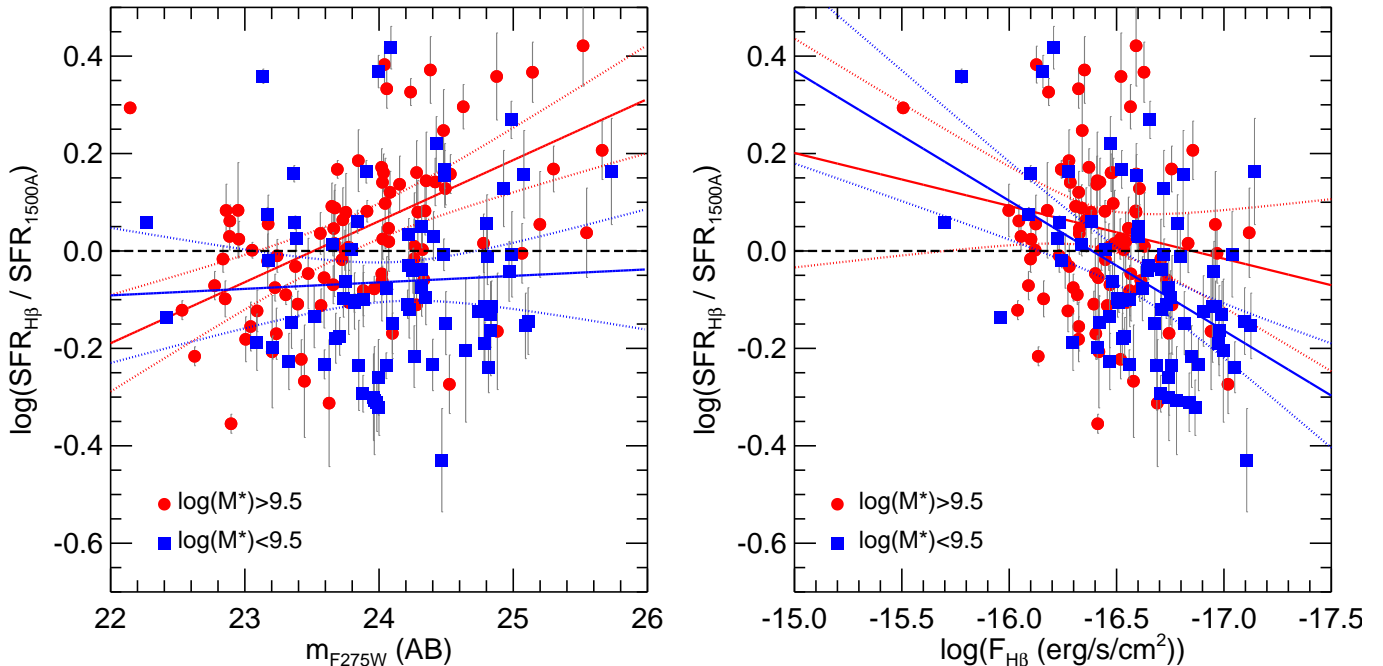 0.4
0.2
0.0
-0.2
-0.4
-0.6
log(SFR_Hβ / SFR_1500A)
log(M*)>9.5
log(M*)<9.5
22 23 24 25 26
m_F275W (AB)
0.4
0.2
0.0
-0.2
-0.4
-0.6
log(SFR_Hβ / SFR_1500A)
log(M*)>9.5
log(M*)<9.5
-15.0 -15.5 -16.0 -16.5 -17.0 -17.5
log(F_Hβ (erg/s/cm²))